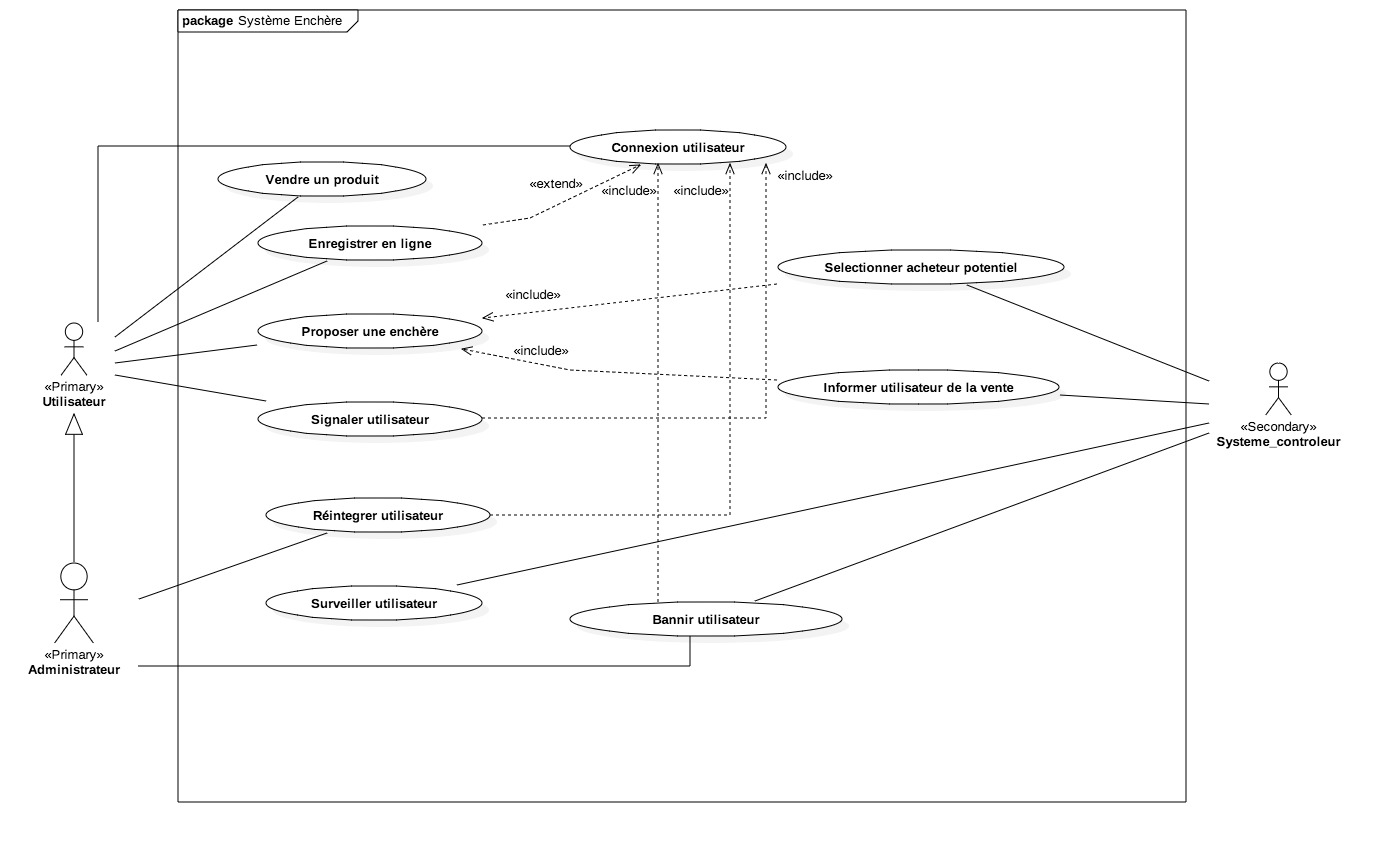 package Système Enchère
Connexion utilisateur
Vendre un produit
«extend»
«include»
«include»
«include»
Enregistrer en ligne
Selectionner acheteur potentiel
«include»
Proposer une enchère
«include»
Informer utilisateur de la vente
«Primary»
Utilisateur
Signaler utilisateur
«Secondary»
Systeme_controleur
Réintegrer utilisateur
Surveiller utilisateur
Bannir utilisateur
«Primary»
Administrateur